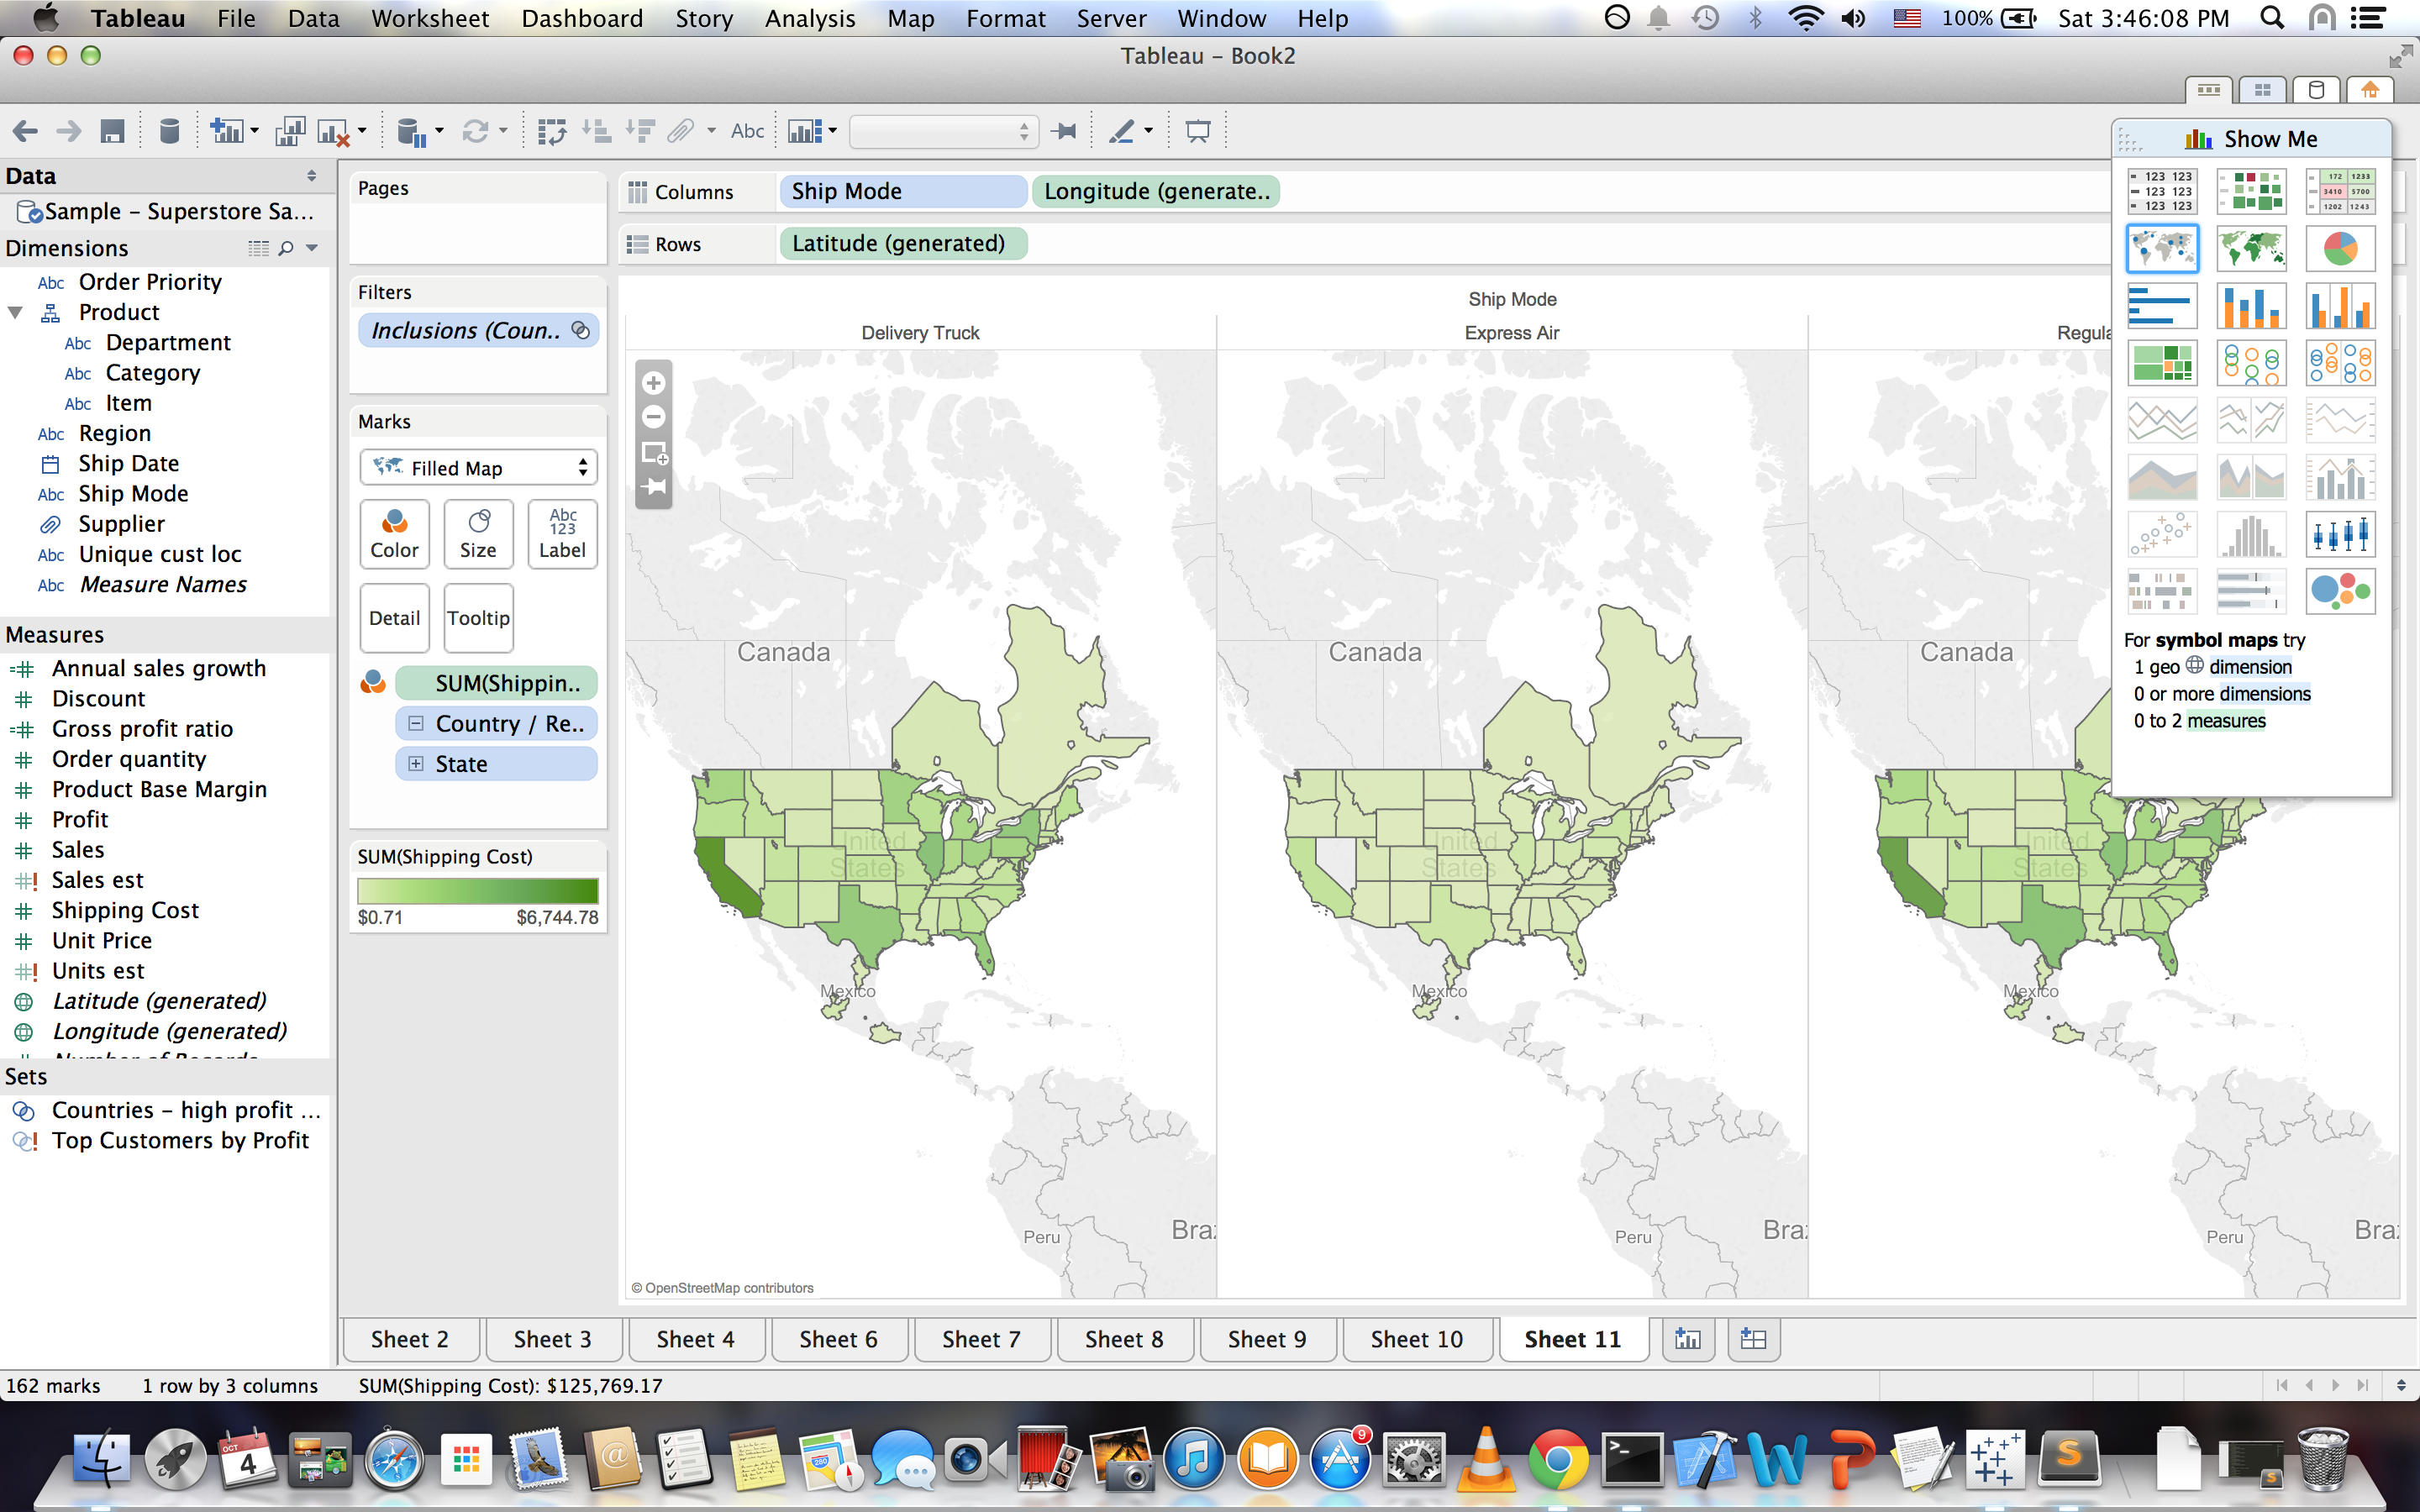 Tableau File Data Worksheet Dashboard Story Analysis Map Format Server Window Help 100% Sat 3:46:08 PM
Tableau - Book2
Abc
Show Me
Data
Sample - Superstore Sa...
Dimensions
Abc Order Priority
Product
Abc Department
Abc Category
Abc Item
Abc Region
Ship Date
Abc Ship Mode
Supplier
Abc Unique cust loc
Abc Measure Names
Measures
Annual sales growth
Discount
Gross profit ratio
Order quantity
Product Base Margin
Profit
Sales
Sales est
Shipping Cost
Unit Price
Units est
Latitude (generated)
Longitude (generated)
Number of Records
Sets
Countries - high profit ...
Top Customers by Profit
Pages
Filters
Inclusions (Coun..
Marks
Filled Map
Color
Size
Abc
123
Label
Detail
Tooltip
SUM(Shippin..
Country / Re..
State
SUM(Shipping Cost)
$0.71 $6,744.78
Columns Ship Mode Longitude (generate..
Rows Latitude (generated)
Ship Mode
Delivery Truck Express Air Regula
Canada Canada Canada
United States United States United States
Mexico Mexico Mexico
Peru Peru Peru
Braz Braz Bra
© OpenStreetMap contributors
123 123
123 123
123 123
172 1233
3410 5700
1202 1243
For symbol maps try
1 geo dimension
0 or more dimensions
0 to 2 measures
Sheet 2 Sheet 3 Sheet 4 Sheet 6 Sheet 7 Sheet 8 Sheet 9 Sheet 10 Sheet 11
162 marks 1 row by 3 columns SUM(Shipping Cost): $125,769.17
OCT
4
280
9